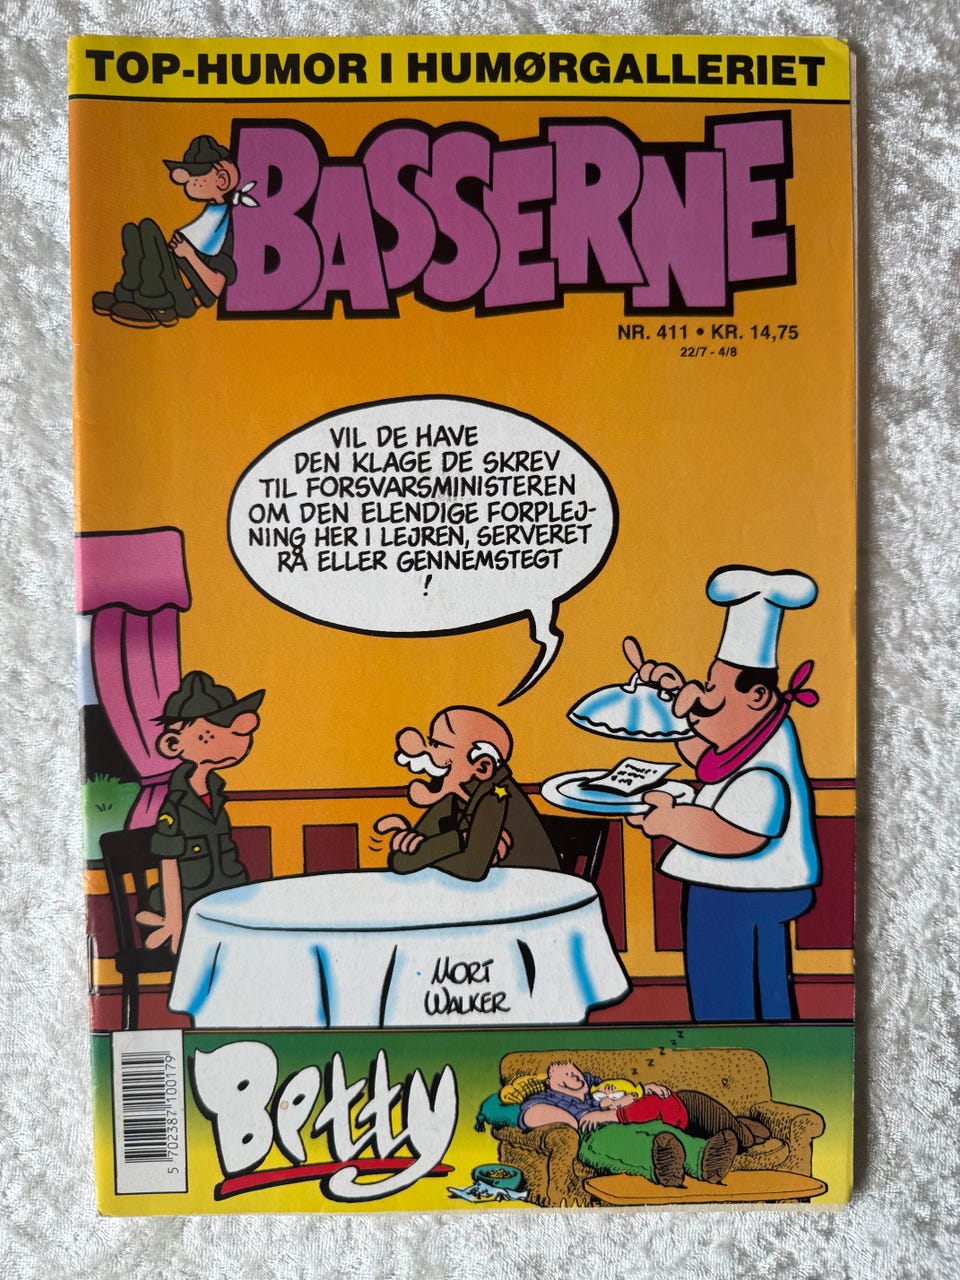 TOP-HUMOR I HUMØRGALLERIET
BASSERNE
NR. 411 • KR. 14,75
22/7 - 4/8
VIL DE HAVE
DEN KLAGE DE SKREV
TIL FORSVARSMINISTEREN
OM DEN ELENDIGE FORPLEJ-
NING HER I LEJREN, SERVERET
RÅ ELLER GENNEMSTEGT
!
MORT
WALKER
Betty
z z z z
5 702387 100179